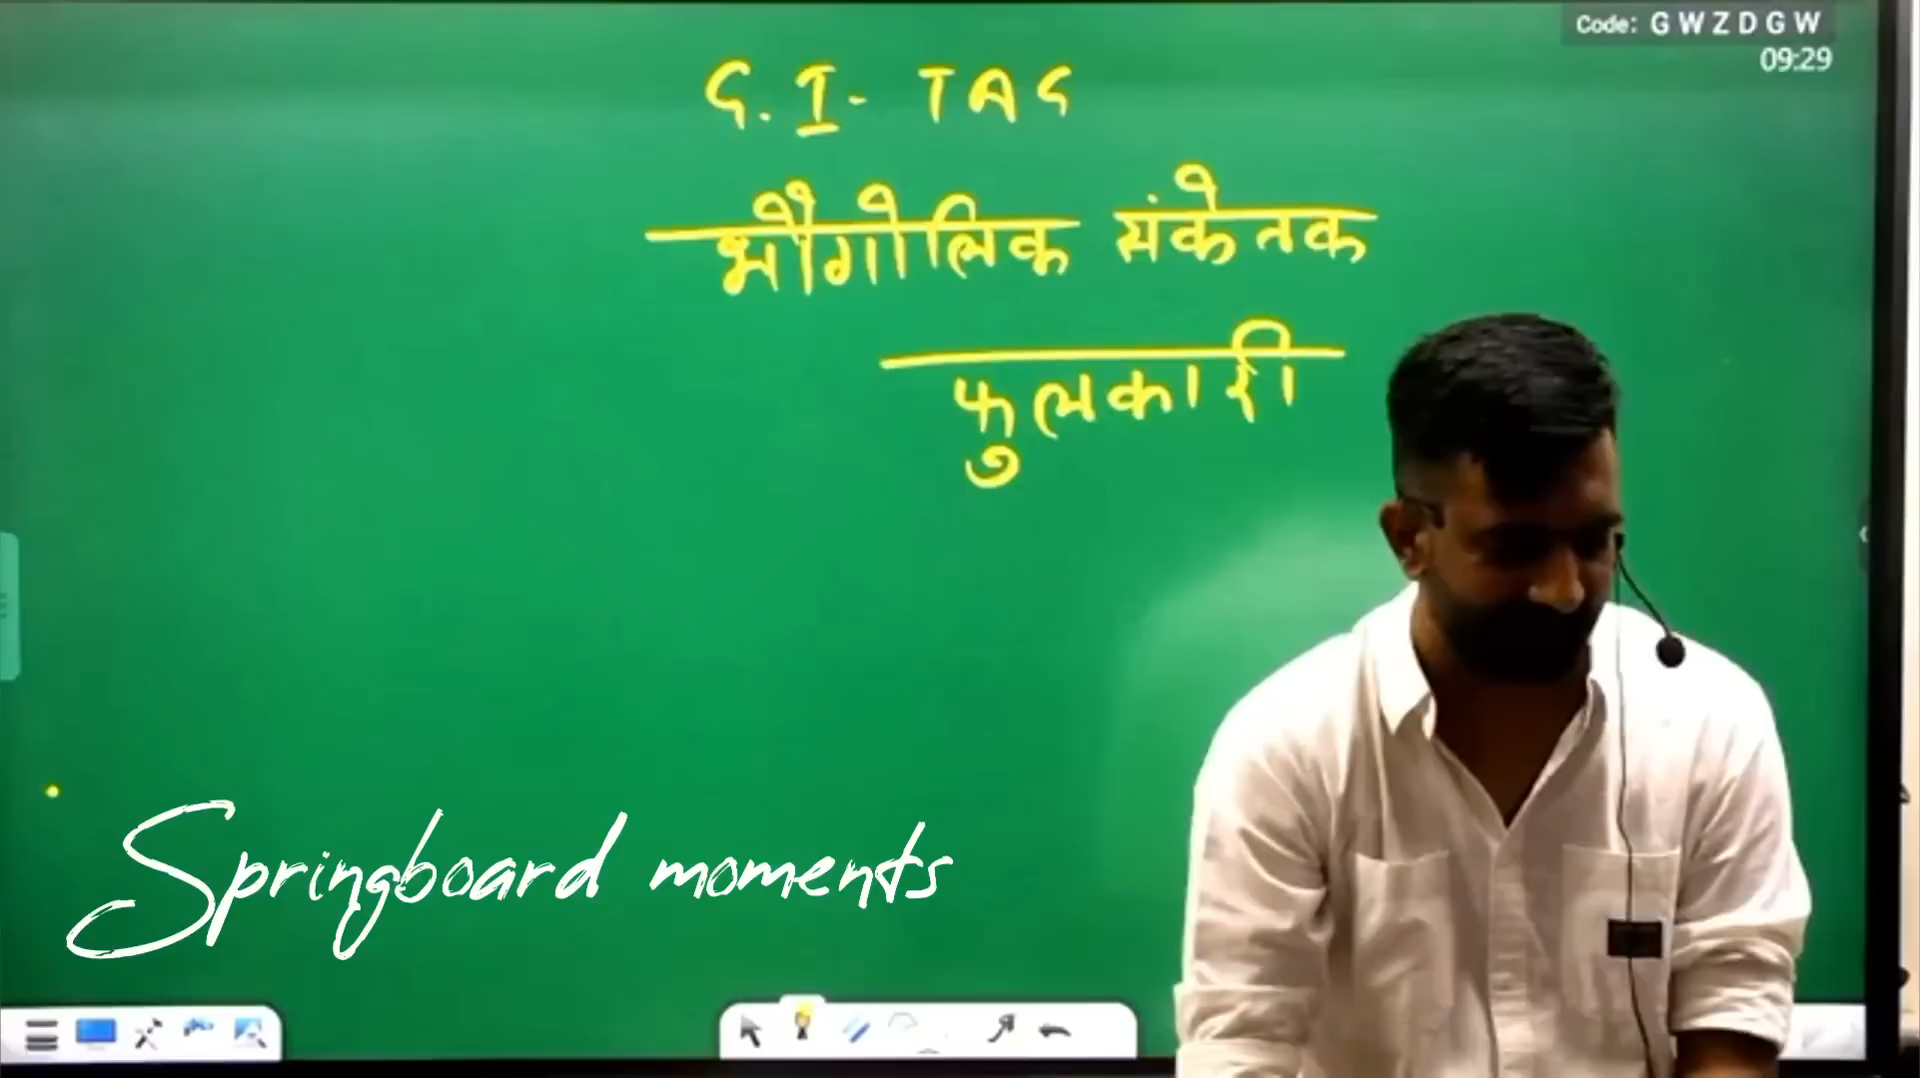 Code: GWZDGW
09:29
G.I- TAG
भौगोलिक संकेतक
फुलकारी
Springboard moments